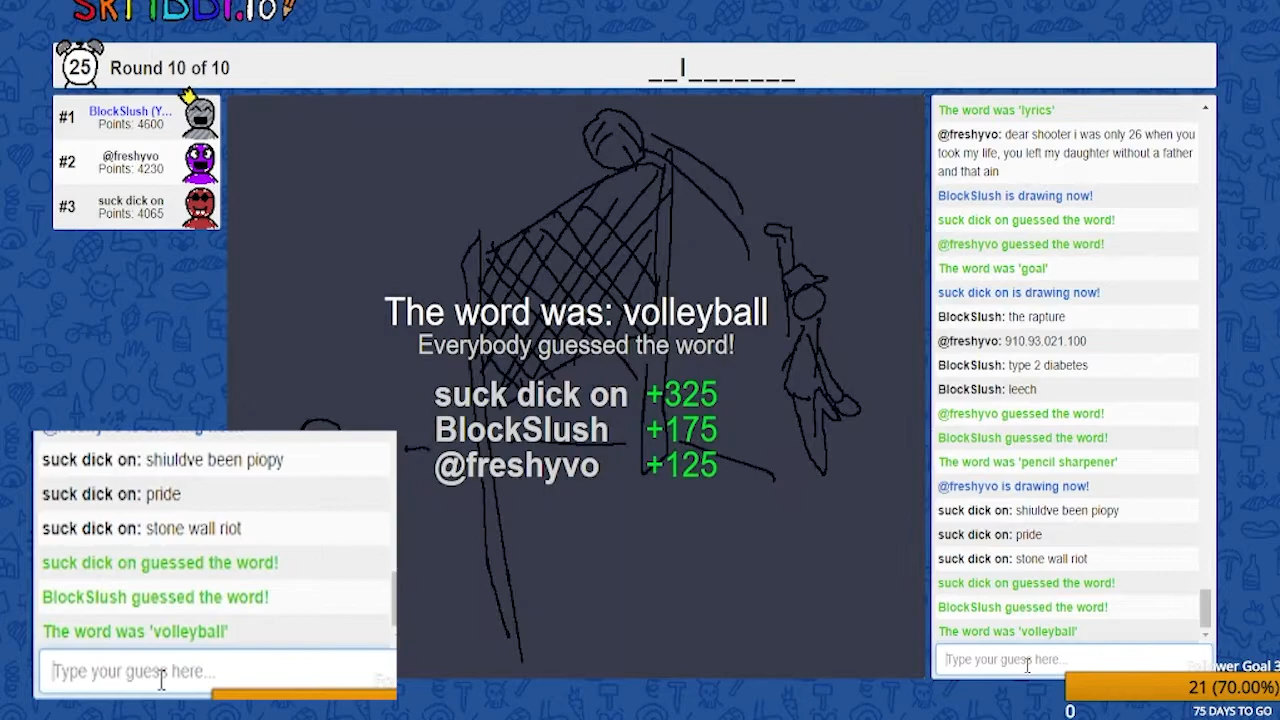 skribbl.io
25
Round 10 of 10
__l_______
#1
BlockSlush (Y...
Points: 4600
#2
@freshyvo
Points: 4230
#3
suck dick on
Points: 4065
The word was: volleyball
Everybody guessed the word!
suck dick on +325
BlockSlush +175
@freshyvo +125
suck dick on: shiuldve been piopy
suck dick on: pride
suck dick on: stone wall riot
suck dick on guessed the word!
BlockSlush guessed the word!
The word was 'volleyball'
Type your guess here...
The word was 'lyrics'
@freshyvo: dear shooter i was only 26 when you
took my life, you left my daughter without a father
and that ain
BlockSlush is drawing now!
suck dick on guessed the word!
@freshyvo guessed the word!
The word was 'goal'
suck dick on is drawing now!
BlockSlush: the rapture
@freshyvo: 910.93.021.100
BlockSlush: type 2 diabetes
BlockSlush: leech
@freshyvo guessed the word!
BlockSlush guessed the word!
The word was 'pencil sharpener'
@freshyvo is drawing now!
suck dick on: shiuldve been piopy
suck dick on: pride
suck dick on: stone wall riot
suck dick on guessed the word!
BlockSlush guessed the word!
The word was 'volleyball'
Type your guess here...
Follower Goal 3
21 (70.00%)
0
75 DAYS TO GO